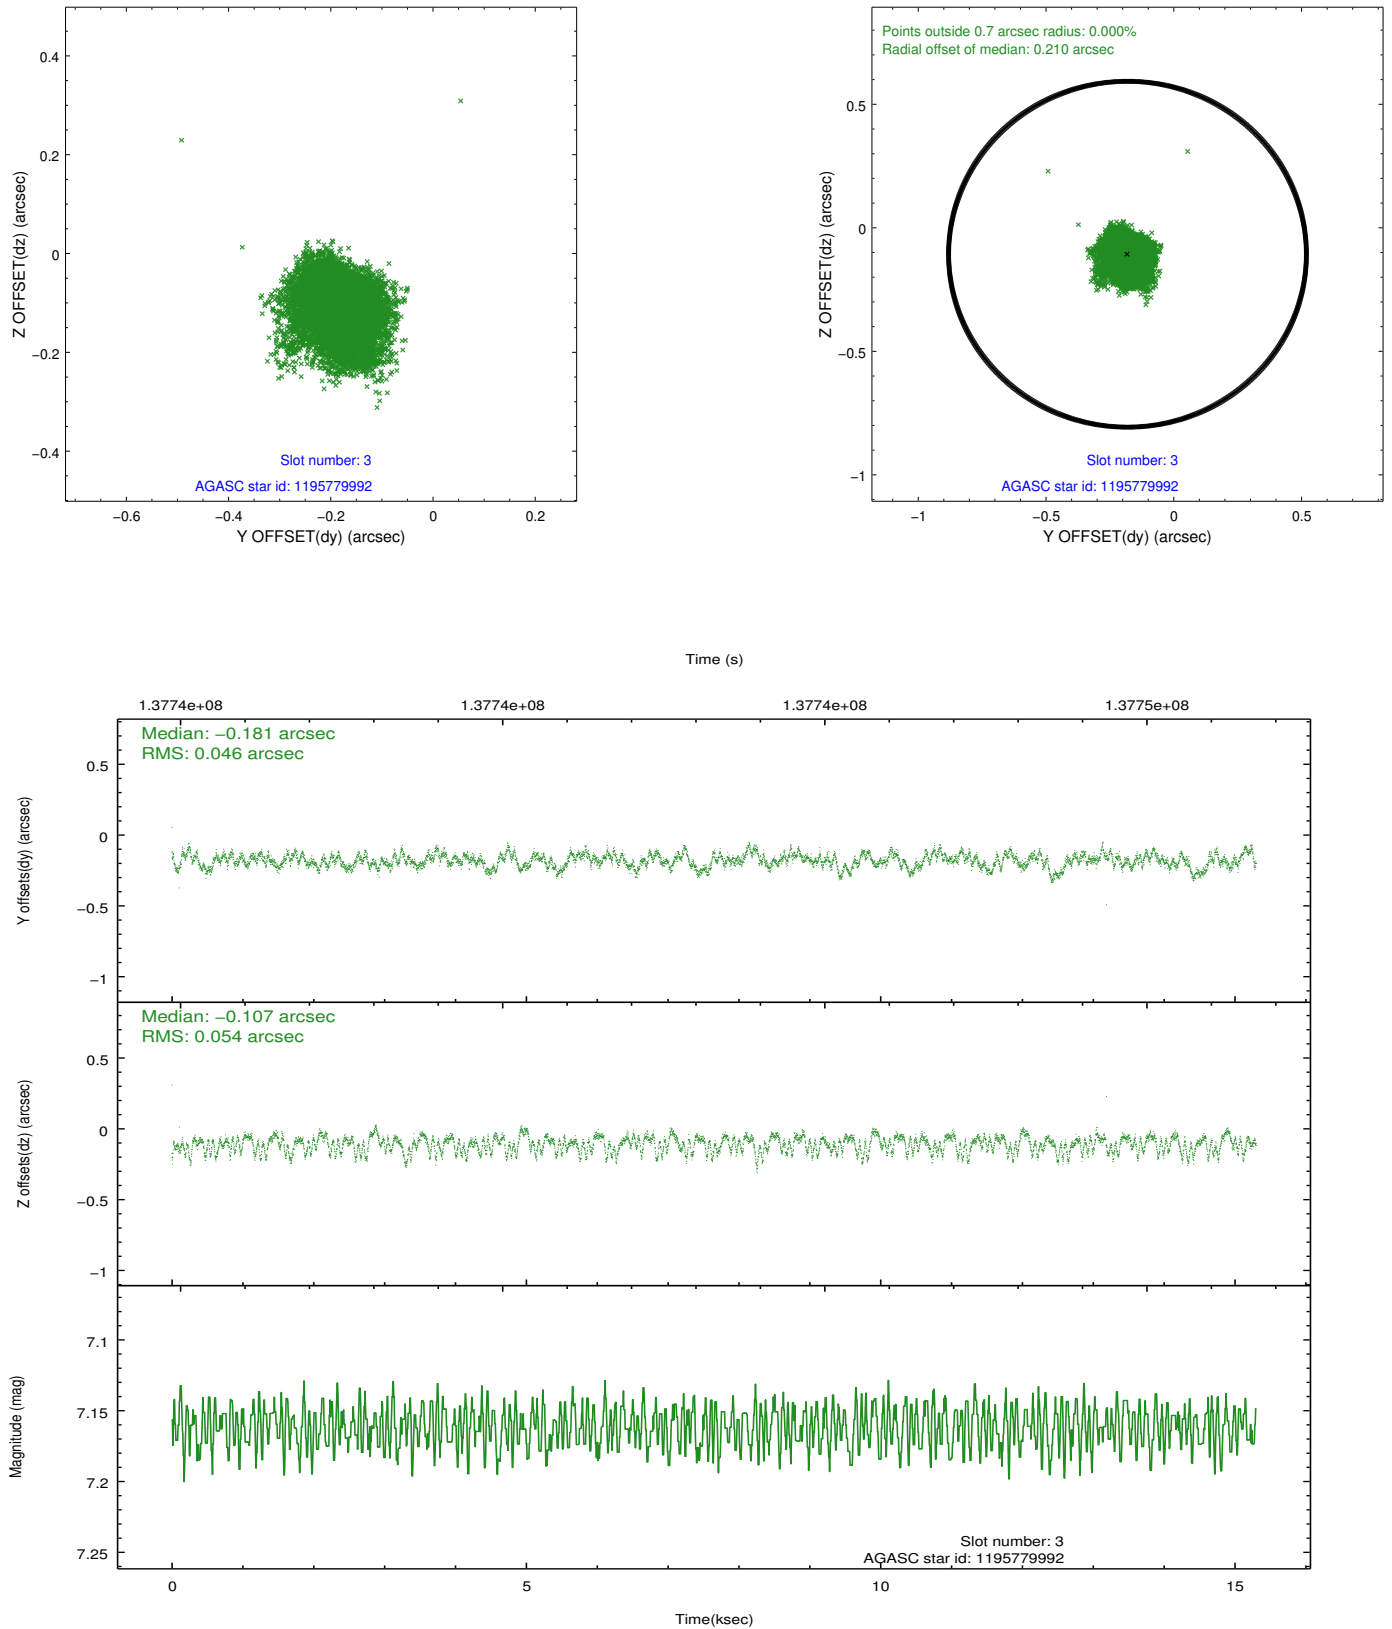 0.4
0.2
0
−0.2
−0.4
Z OFFSET(dz) (arcsec)
Slot number: 3
AGASC star id: 1195779992
−0.6 −0.4 −0.2 0 0.2
Y OFFSET(dy) (arcsec)
Points outside 0.7 arcsec radius: 0.000%
Radial offset of median: 0.210 arcsec
0.5
0
−0.5
−1
Z OFFSET(dz) (arcsec)
Slot number: 3
AGASC star id: 1195779992
−1 −0.5 0 0.5
Y OFFSET(dy) (arcsec)
Time (s)
1.3774e+08 1.3774e+08 1.3774e+08 1.3775e+08
Median: −0.181 arcsec
RMS: 0.046 arcsec
0.5
0
−0.5
−1
Y offsets(dy) (arcsec)
Median: −0.107 arcsec
RMS: 0.054 arcsec
0.5
0
−0.5
−1
Z offsets(dz) (arcsec)
7.1
7.15
7.2
7.25
Magnitude (mag)
Slot number: 3
AGASC star id: 1195779992
0 5 10 15
Time(ksec)